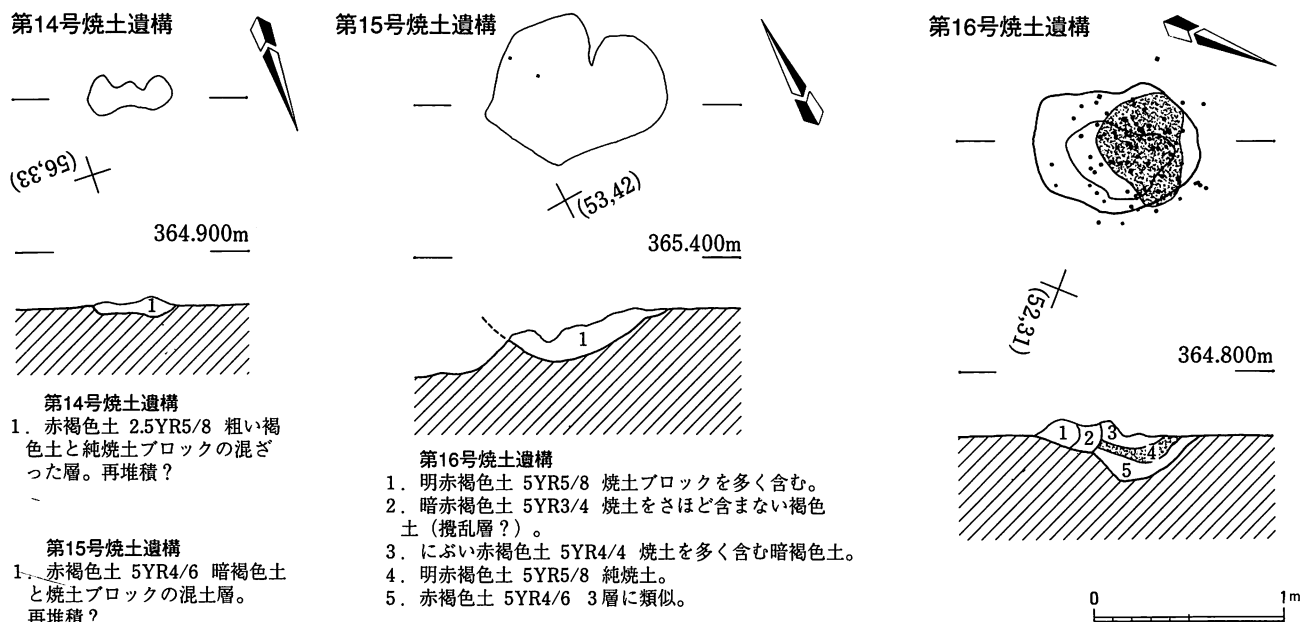 第14号焼土遺構
(56,33)
364.900m
1
第14号焼土遺構
1. 赤褐色土 2.5YR5/8 粗い褐
色土と純焼土ブロックの混ざ
った層。再堆積？
第15号焼土遺構
1. 赤褐色土 5YR4/6 暗褐色土
と焼土ブロックの混土層。
再堆積？
第15号焼土遺構
(53,42)
365.400m
1
第16号焼土遺構
1. 明赤褐色土 5YR5/8 焼土ブロックを多く含む。
2. 暗赤褐色土 5YR3/4 焼土をさほど含まない褐色
土（攪乱層？）。
3. にぶい赤褐色土 5YR4/4 焼土を多く含む暗褐色土。
4. 明赤褐色土 5YR5/8 純焼土。
5. 赤褐色土 5YR4/6 3層に類似。
第16号焼土遺構
(52,31)
364.800m
1 2 3 4 5
0 1m